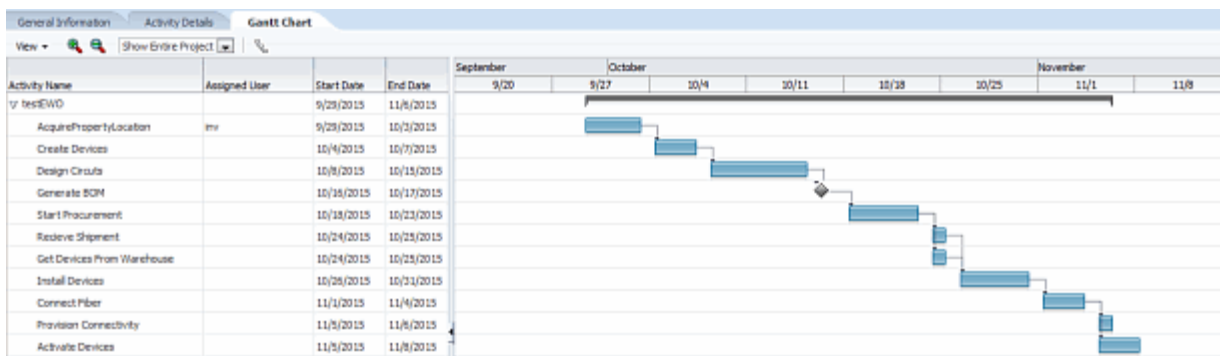 General Information Activity Details Gantt Chart
View Show Entire Project
September October November
Activity Name Assigned User Start Date End Date 9/20 9/27 10/4 10/11 10/18 10/25 11/1 11/8
testEWO 9/29/2015 11/6/2015
AcquirePropertyLocation inv 9/29/2015 10/3/2015
Create Devices 10/4/2015 10/7/2015
Design Circuts 10/8/2015 10/15/2015
Generate BOM 10/16/2015 10/17/2015
Start Procurement 10/18/2015 10/23/2015
Recieve Shipment 10/24/2015 10/25/2015
Get Devices From Warehouse 10/24/2015 10/25/2015
Install Devices 10/26/2015 10/31/2015
Connect Fiber 11/1/2015 11/4/2015
Provision Connectivity 11/5/2015 11/6/2015
Activate Devices 11/5/2015 11/8/2015